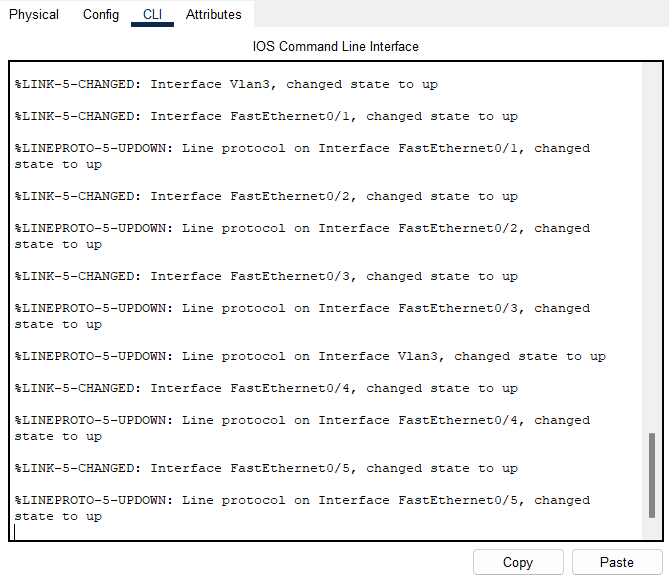 Physical Config CLI Attributes
IOS Command Line Interface
%LINK-5-CHANGED: Interface Vlan3, changed state to up
%LINK-5-CHANGED: Interface FastEthernet0/1, changed state to up
%LINEPROTO-5-UPDOWN: Line protocol on Interface FastEthernet0/1, changed
state to up
%LINK-5-CHANGED: Interface FastEthernet0/2, changed state to up
%LINEPROTO-5-UPDOWN: Line protocol on Interface FastEthernet0/2, changed
state to up
%LINK-5-CHANGED: Interface FastEthernet0/3, changed state to up
%LINEPROTO-5-UPDOWN: Line protocol on Interface FastEthernet0/3, changed
state to up
%LINEPROTO-5-UPDOWN: Line protocol on Interface Vlan3, changed state to up
%LINK-5-CHANGED: Interface FastEthernet0/4, changed state to up
%LINEPROTO-5-UPDOWN: Line protocol on Interface FastEthernet0/4, changed
state to up
%LINK-5-CHANGED: Interface FastEthernet0/5, changed state to up
%LINEPROTO-5-UPDOWN: Line protocol on Interface FastEthernet0/5, changed
state to up
Copy Paste